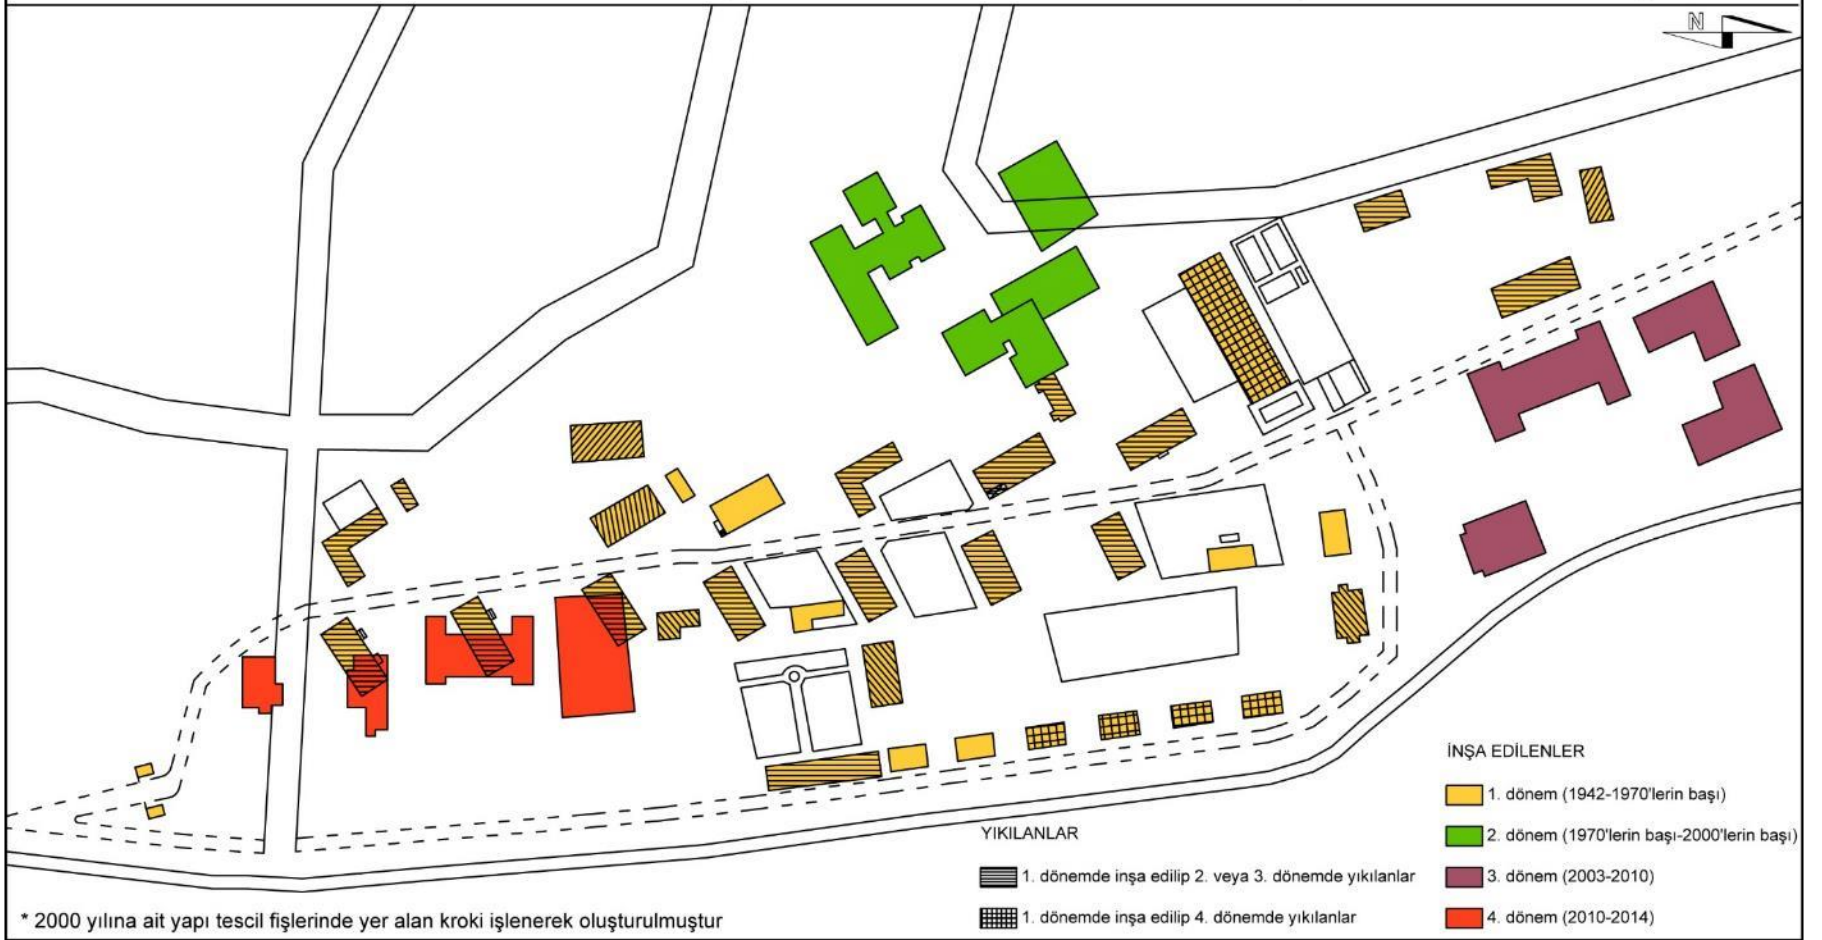 N
İNŞA EDİLENLER
1. dönem (1942-1970'lerin başı)
YIKILANLAR
2. dönem (1970'lerin başı-2000'lerin başı)
1. dönemde inşa edilip 2. veya 3. dönemde yıkılanlar
3. dönem (2003-2010)
* 2000 yılına ait yapı tescil fişlerinde yer alan kroki işlenerek oluşturulmuştur
1. dönemde inşa edilip 4. dönemde yıkılanlar
4. dönem (2010-2014)